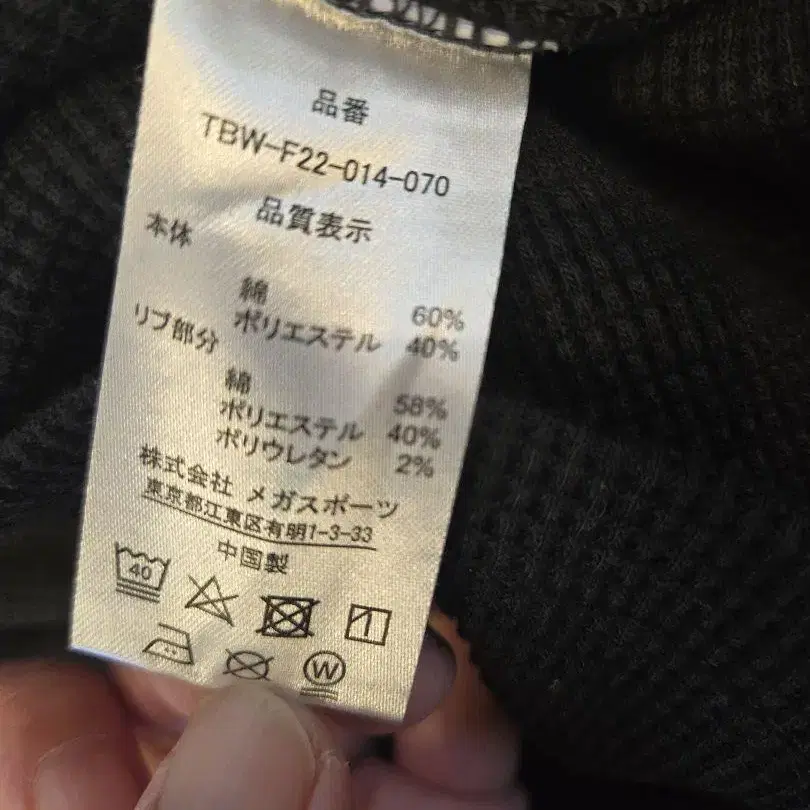 品番
TBW-F22-014-070
品質表示
本体
綿 60%
ポリエステル 40%
リブ部分
綿 58%
ポリエステル 40%
ポリウレタン 2%
株式会社 メガスポーツ
東京都江東区有明1-3-33
中国製
40
W